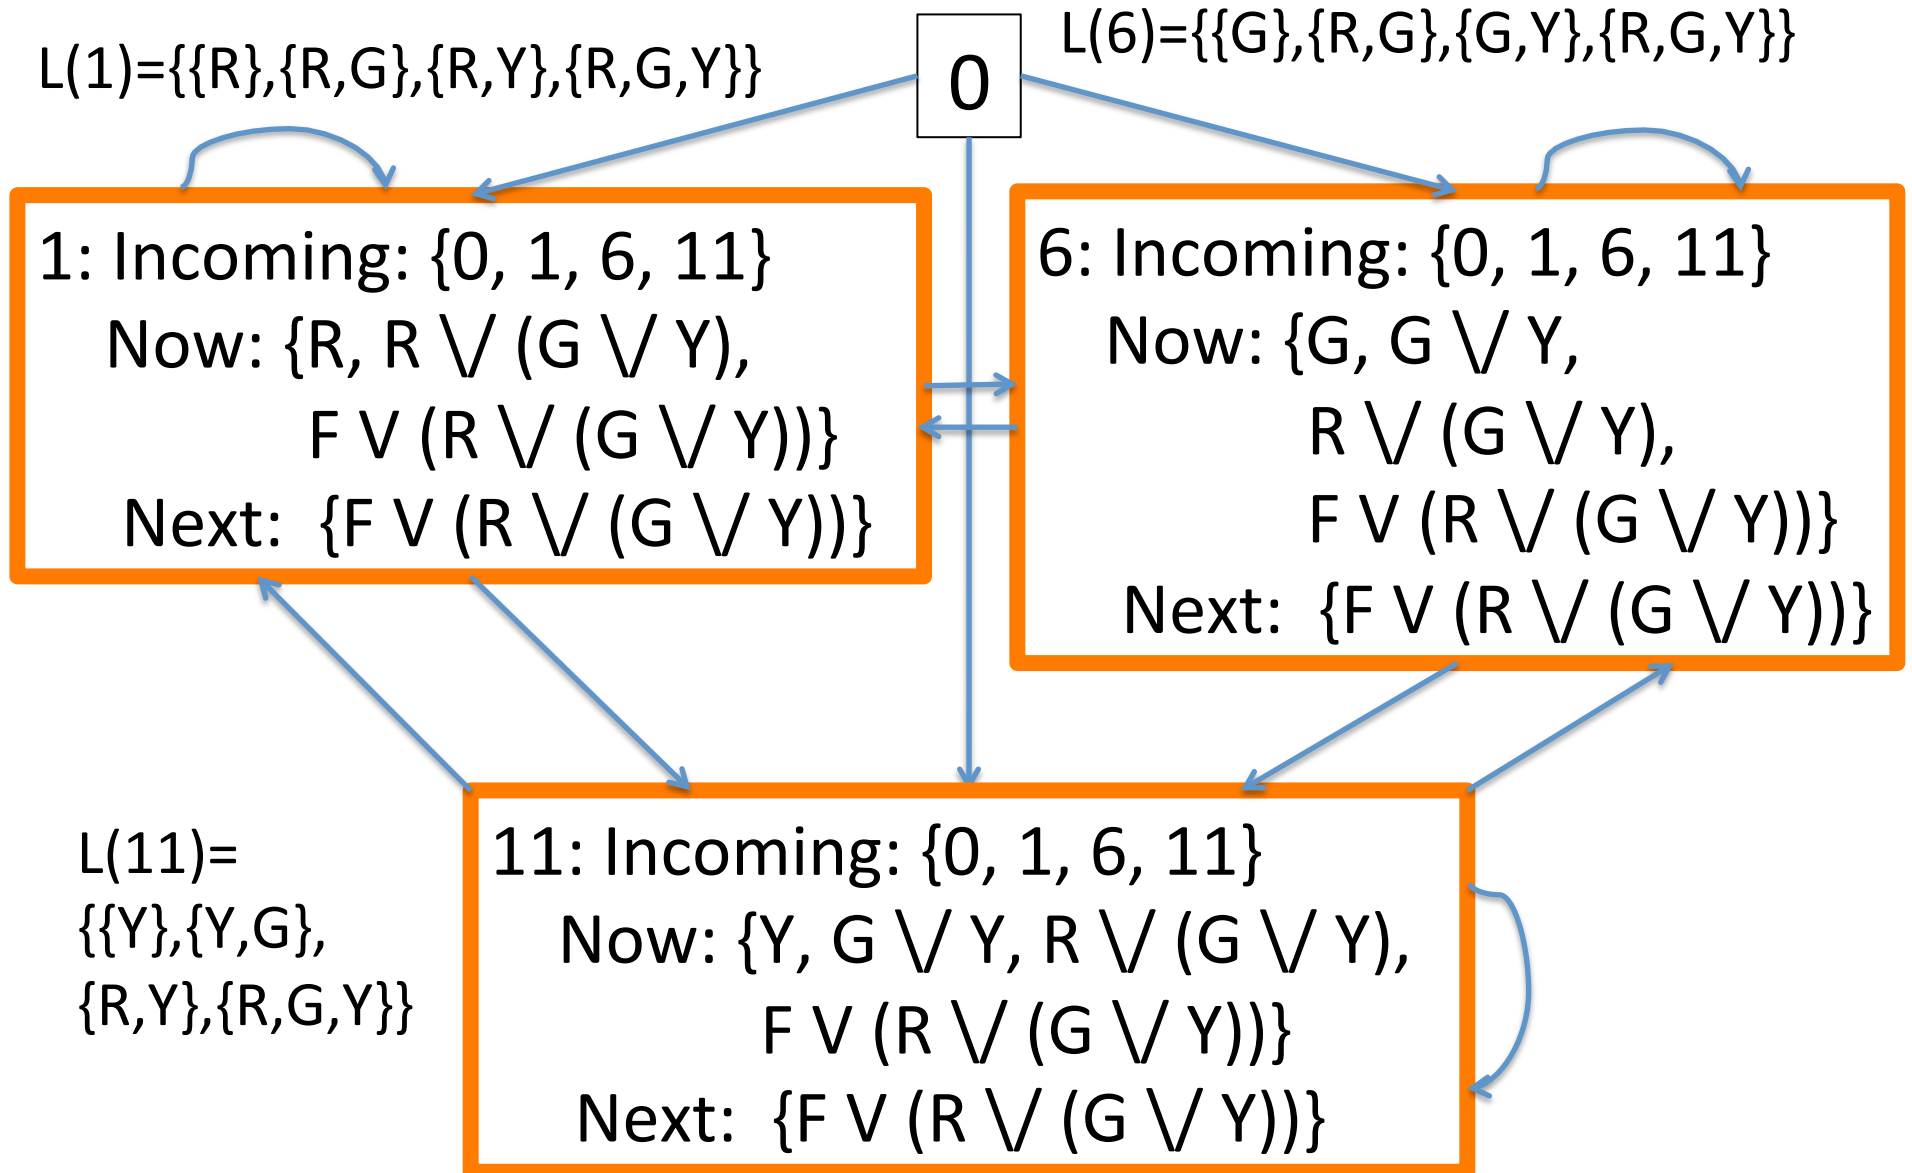 L(1)={{R},{R,G},{R,Y},{R,G,Y}}
0
L(6)={{G},{R,G},{G,Y},{R,G,Y}}
1: Incoming: {0, 1, 6, 11}
Now: {R, R \/ (G \/ Y),
F V (R \/ (G \/ Y))}
Next: {F V (R \/ (G \/ Y))}
6: Incoming: {0, 1, 6, 11}
Now: {G, G \/ Y,
R \/ (G \/ Y),
F V (R \/ (G \/ Y))}
Next: {F V (R \/ (G \/ Y))}
L(11)=
{{Y},{Y,G},
{R,Y},{R,G,Y}}
11: Incoming: {0, 1, 6, 11}
Now: {Y, G \/ Y, R \/ (G \/ Y),
F V (R \/ (G \/ Y))}
Next: {F V (R \/ (G \/ Y))}